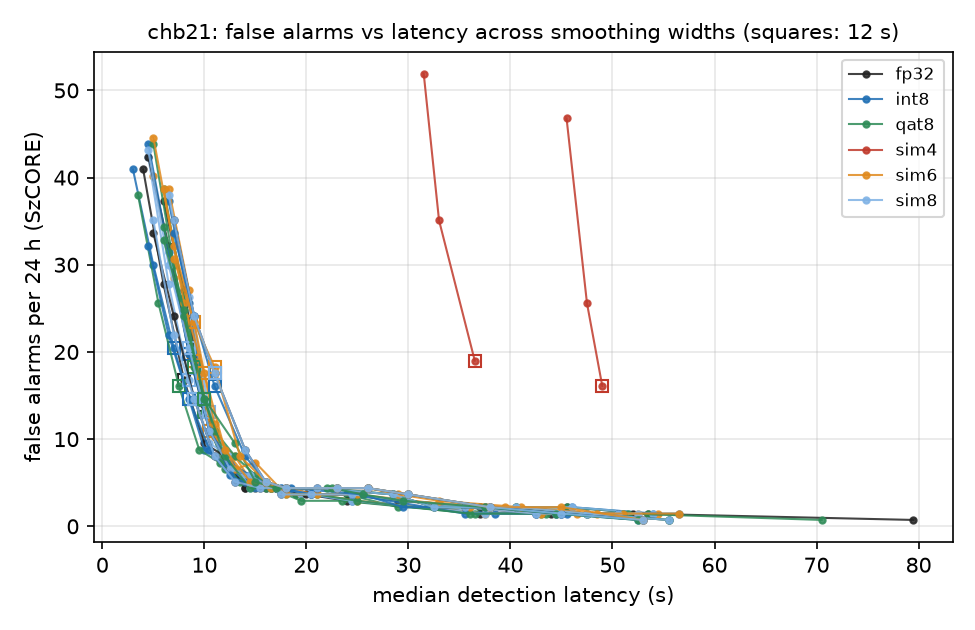 chb21: false alarms vs latency across smoothing widths (squares: 12 s)
false alarms per 24 h (SzCORE)
50
40
30
20
10
0
fp32
int8
qat8
sim4
sim6
sim8
0 10 20 30 40 50 60 70 80
median detection latency (s)